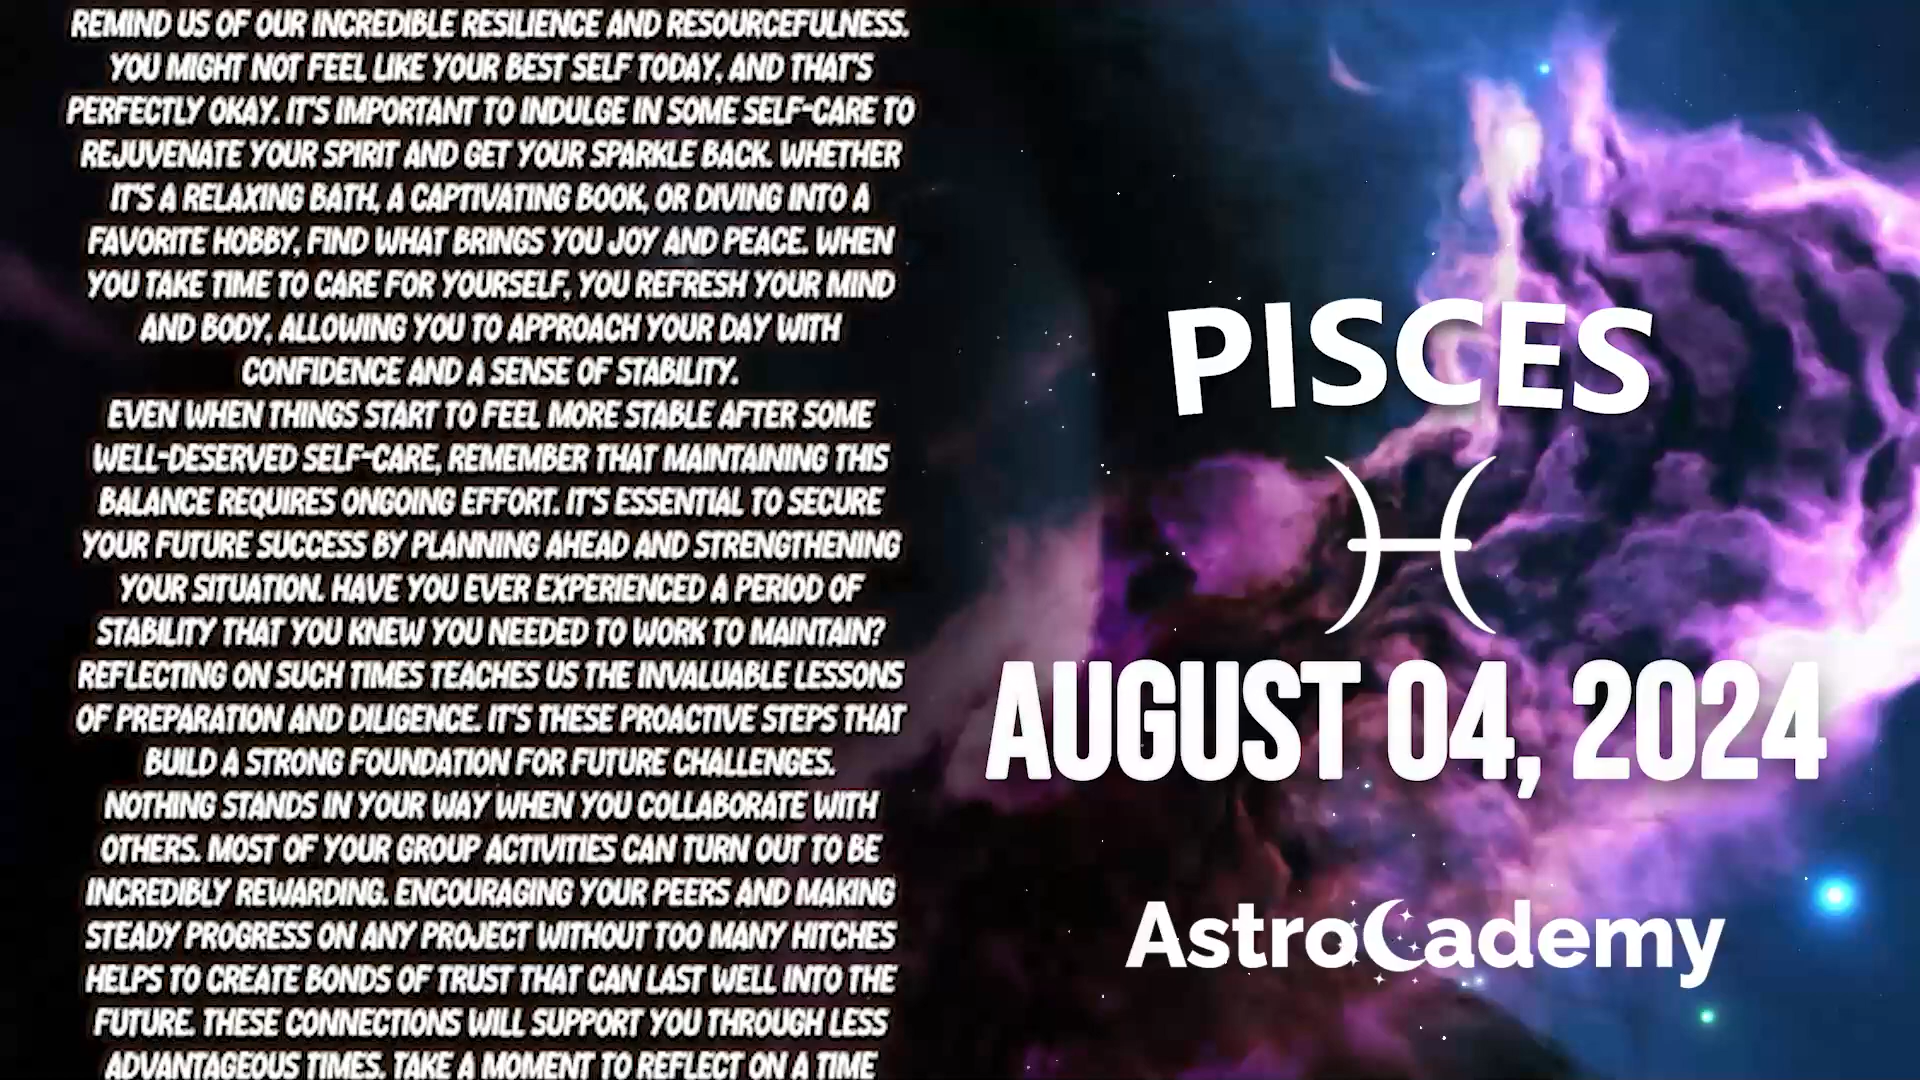 REMIND US OF OUR INCREDIBLE RESILIENCE AND RESOURCEFULNESS.
YOU MIGHT NOT FEEL LIKE YOUR BEST SELF TODAY, AND THAT'S
PERFECTLY OKAY. IT'S IMPORTANT TO INDULGE IN SOME SELF-CARE TO
REJUVENATE YOUR SPIRIT AND GET YOUR SPARKLE BACK. WHETHER
IT'S A RELAXING BATH, A CAPTIVATING BOOK, OR DIVING INTO A
FAVORITE HOBBY, FIND WHAT BRINGS YOU JOY AND PEACE. WHEN
YOU TAKE TIME TO CARE FOR YOURSELF, YOU REFRESH YOUR MIND
AND BODY, ALLOWING YOU TO APPROACH YOUR DAY WITH
CONFIDENCE AND A SENSE OF STABILITY.
EVEN WHEN THINGS START TO FEEL MORE STABLE AFTER SOME
WELL-DESERVED SELF-CARE, REMEMBER THAT MAINTAINING THIS
BALANCE REQUIRES ONGOING EFFORT. IT'S ESSENTIAL TO SECURE
YOUR FUTURE SUCCESS BY PLANNING AHEAD AND STRENGTHENING
YOUR SITUATION. HAVE YOU EVER EXPERIENCED A PERIOD OF
STABILITY THAT YOU KNEW YOU NEEDED TO WORK TO MAINTAIN?
REFLECTING ON SUCH TIMES TEACHES US THE INVALUABLE LESSONS
OF PREPARATION AND DILIGENCE. IT'S THESE PROACTIVE STEPS THAT
BUILD A STRONG FOUNDATION FOR FUTURE CHALLENGES.
NOTHING STANDS IN YOUR WAY WHEN YOU COLLABORATE WITH
OTHERS. MOST OF YOUR GROUP ACTIVITIES CAN TURN OUT TO BE
INCREDIBLY REWARDING. ENCOURAGING YOUR PEERS AND MAKING
STEADY PROGRESS ON ANY PROJECT WITHOUT TOO MANY HITCHES
HELPS TO CREATE BONDS OF TRUST THAT CAN LAST WELL INTO THE
FUTURE. THESE CONNECTIONS WILL SUPPORT YOU THROUGH LESS
ADVANTAGEOUS TIMES. TAKE A MOMENT TO REFLECT ON A TIME
PISCES
♓
AUGUST 04, 2024
AstroCademy